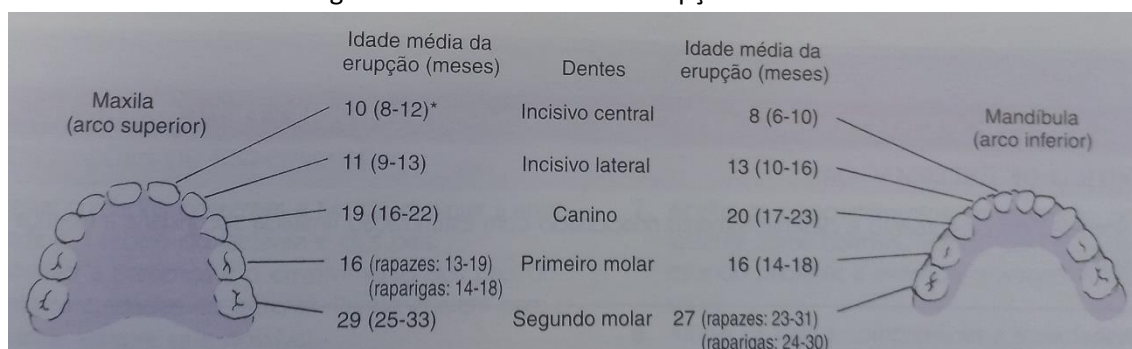 Idade média da
erupção (meses)
Dentes
Idade média da
erupção (meses)
Maxila
(arco superior)
10 (8-12)*
Incisivo central
8 (6-10)
Mandíbula
(arco inferior)
11 (9-13)
Incisivo lateral
13 (10-16)
19 (16-22)
Canino
20 (17-23)
16 (rapazes: 13-19)
(raparigas: 14-18)
Primeiro molar
16 (14-18)
29 (25-33)
Segundo molar
27 (rapazes: 23-31)
(raparigas: 24-30)